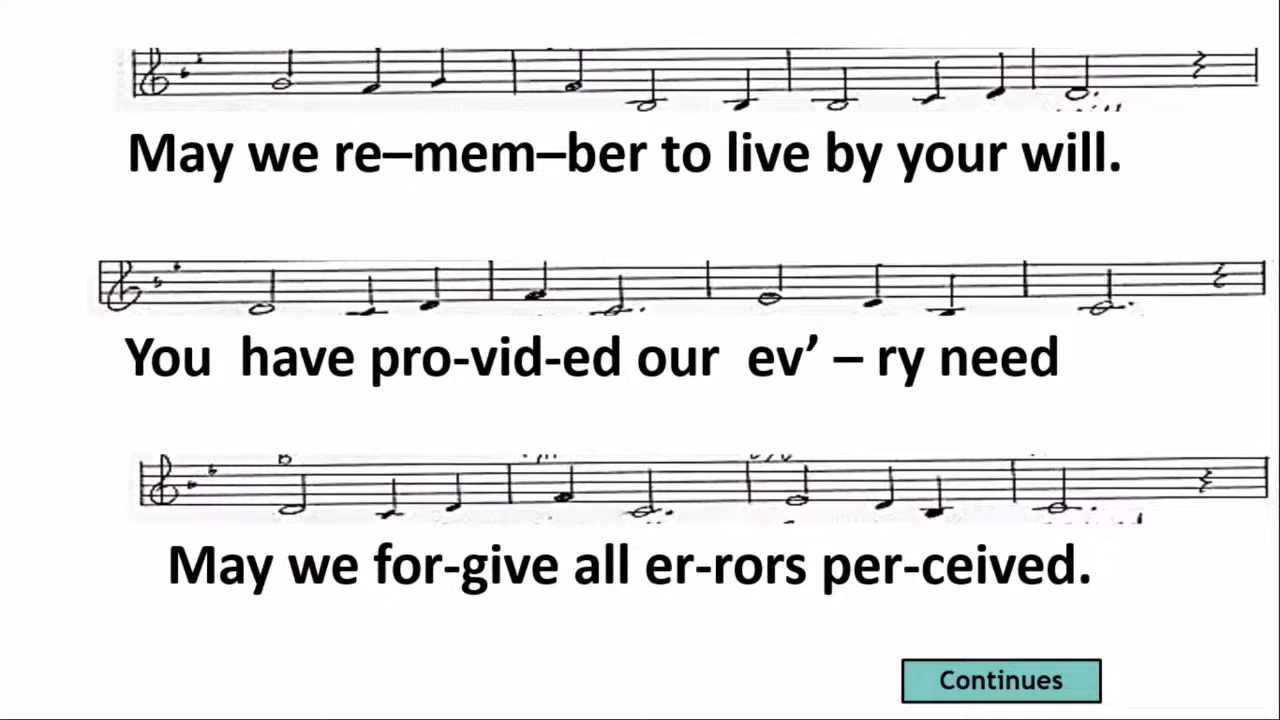 May we re–mem–ber to live by your will.
You have pro-vid-ed our ev’ – ry need
May we for-give all er-rors per-ceived.
Continues